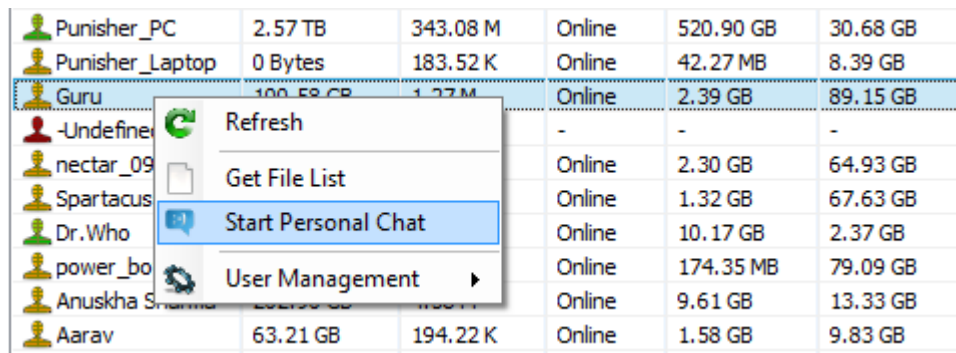 Punisher_PC 2.57 TB 343.08 M Online 520.90 GB 30.68 GB
Punisher_Laptop 0 Bytes 183.52 K Online 42.27 MB 8.39 GB
Guru Online 2.39 GB 89.15 GB
-Undefined - - -
Refresh
nectar_09 Online 2.30 GB 64.93 GB
Get File List
Spartacus Online 1.32 GB 67.63 GB
Start Personal Chat
Dr.Who Online 10.17 GB 2.37 GB
power_bo Online 174.35 MB 79.09 GB
User Management
Anuskha Online 9.61 GB 13.33 GB
Aarav 63.21 GB 194.22 K Online 1.58 GB 9.83 GB